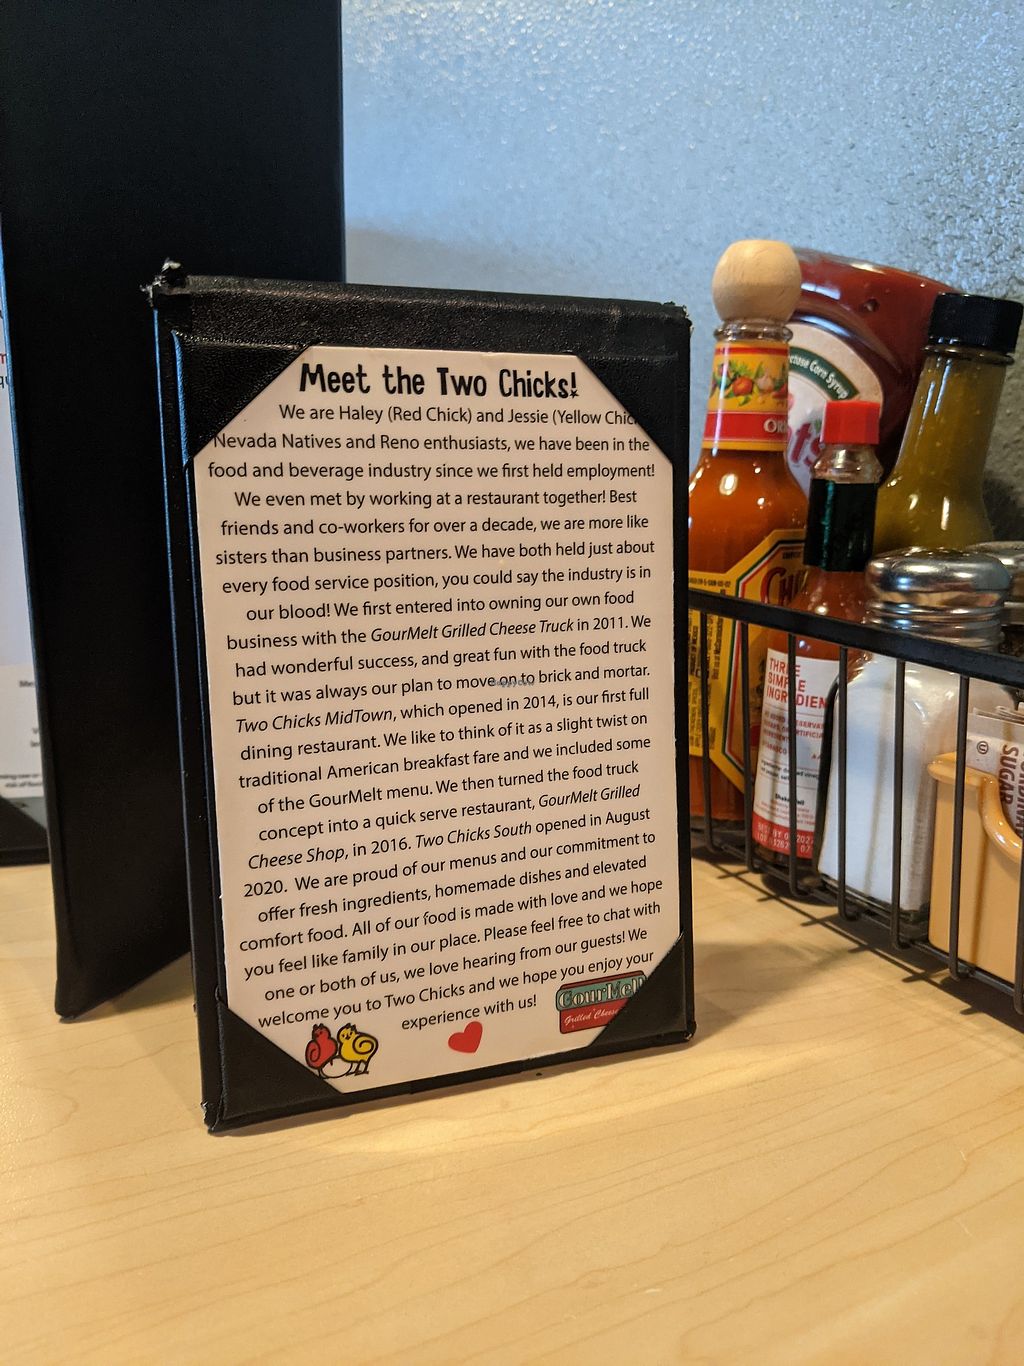 Meet the Two Chicks!
We are Haley (Red Chick) and Jessie (Yellow Chic
Nevada Natives and Reno enthusiasts, we have been in the
food and beverage industry since we first held employment!
We even met by working at a restaurant together! Best
friends and co-workers for over a decade, we are more like
sisters than business partners. We have both held just about
every food service position, you could say the industry is in
our blood! We first entered into owning our own food
business with the GourMelt Grilled Cheese Truck in 2011. We
had wonderful success, and great fun with the food truck
but it was always our plan to move on to brick and mortar.
Two Chicks MidTown, which opened in 2014, is our first full
dining restaurant. We like to think of it as a slight twist on
traditional American breakfast fare and we included some
of the GourMelt menu. We then turned the food truck
concept into a quick serve restaurant, GourMelt Grilled
Cheese Shop, in 2016. Two Chicks South opened in August
2020. We are proud of our menus and our commitment to
offer fresh ingredients, homemade dishes and elevated
comfort food. All of our food is made with love and we hope
you feel like family in our place. Please feel free to chat with
one or both of us, we love hearing from our guests! We
welcome you to Two Chicks and we hope you enjoy your
experience with us!
GourMelt
Grilled Cheese
Corn Syrup
THREE
SIMPLE
INGREDIEN
SUGAR